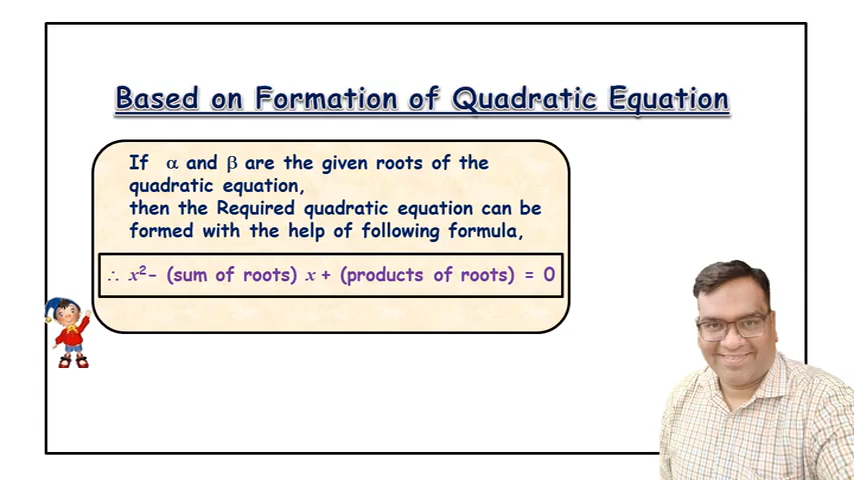 Based on Formation of Quadratic Equation
If α and β are the given roots of the
quadratic equation,
then the Required quadratic equation can be
formed with the help of following formula,
∴ x²– (sum of roots) x + (products of roots) = 0